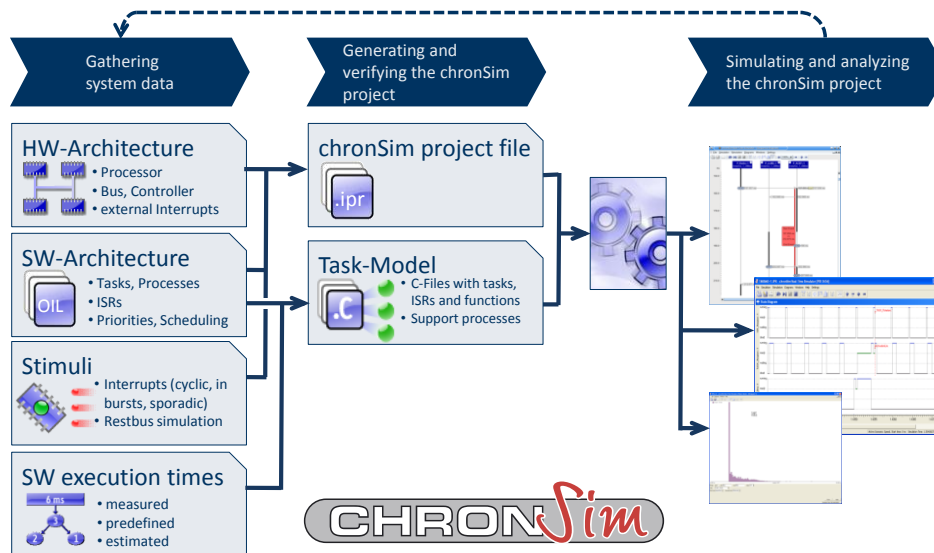 Gathering
system data
Generating and
verifying the chronSim
project
Simulating and analyzing
the chronSim project
HW-Architecture
• Processor
• Bus, Controller
• external Interrupts
SW-Architecture
OIL
• Tasks, Processes
• ISRs
• Priorities, Scheduling
Stimuli
• Interrupts (cyclic, in
bursts, sporadic)
• Restbus simulation
SW execution times
6 ms
3
2
1
• measured
• predefined
• estimated
chronSim project file
.ipr
Task-Model
.C
• C-Files with tasks,
ISRs and functions
• Support processes
CHRONSim